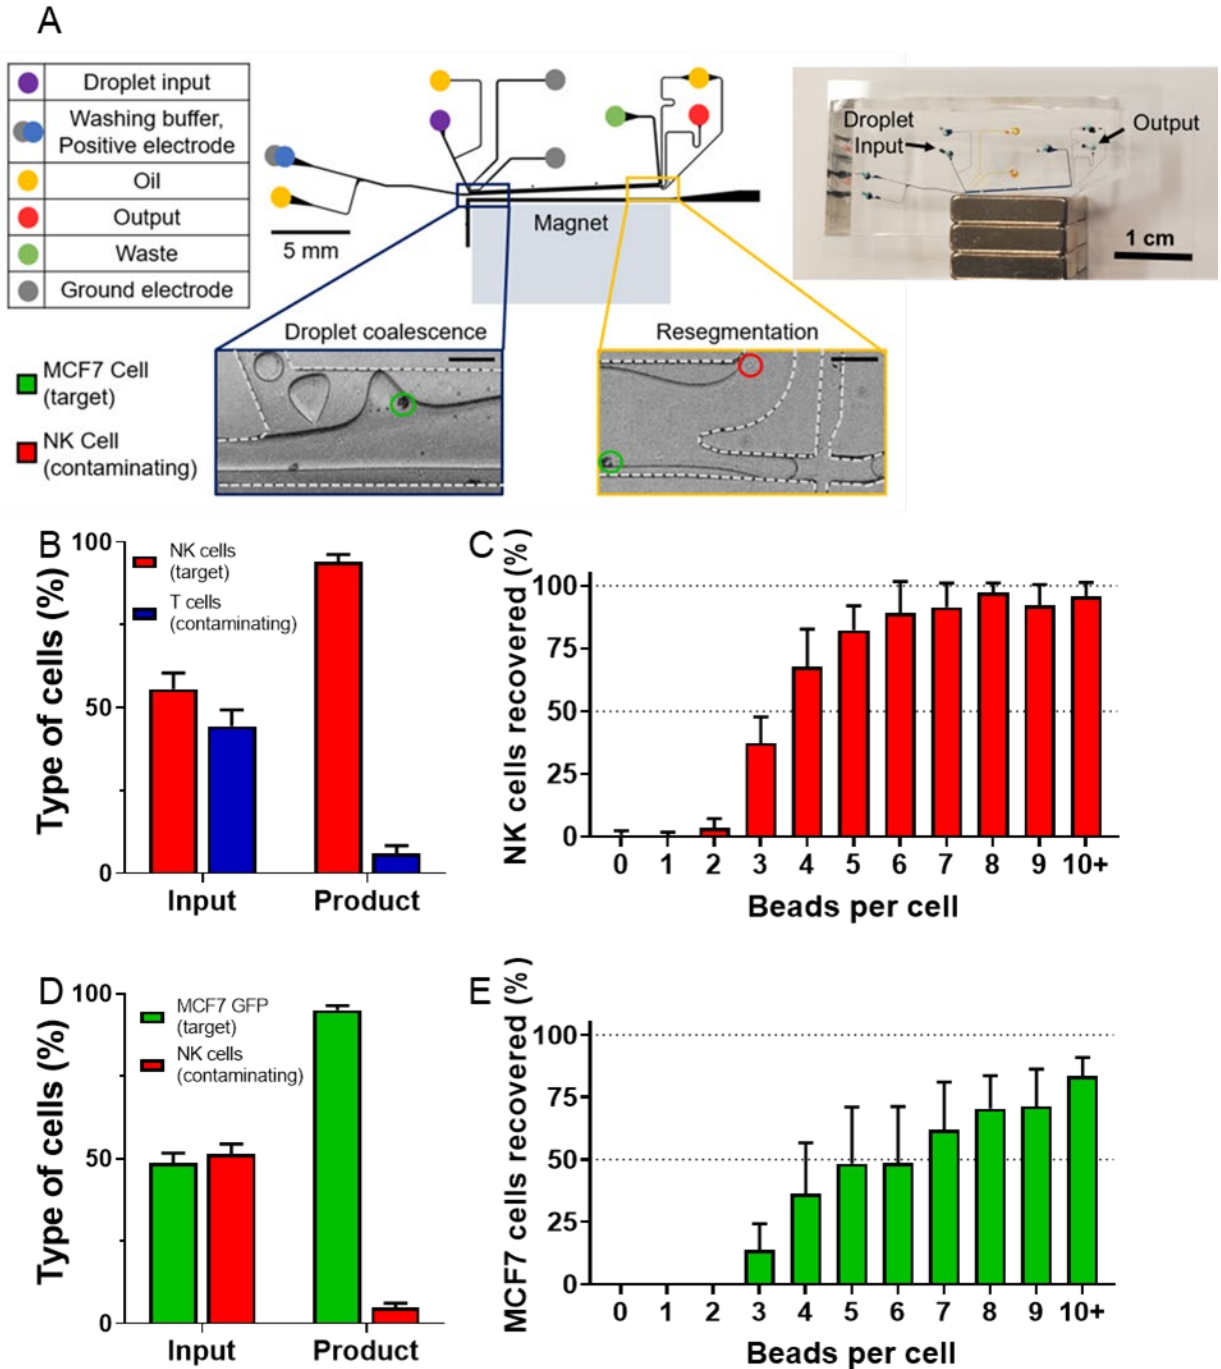 A
Droplet input
Washing buffer,
Positive electrode
Oil
Output
Waste
Ground electrode
5 mm
Magnet
Droplet
Input
Output
1 cm
Droplet coalescence
Resegmentation
MCF7 Cell
(target)
NK Cell
(contaminating)
B
Type of cells (%)
100
50
0
NK cells
(target)
T cells
(contaminating)
Input
Product
C
NK cells recovered (%)
100
75
50
25
0
0 1 2 3 4 5 6 7 8 9 10+
Beads per cell
D
Type of cells (%)
100
50
0
MCF7 GFP
(target)
NK cells
(contaminating)
Input
Product
E
MCF7 cells recovered (%)
100
75
50
25
0
0 1 2 3 4 5 6 7 8 9 10+
Beads per cell